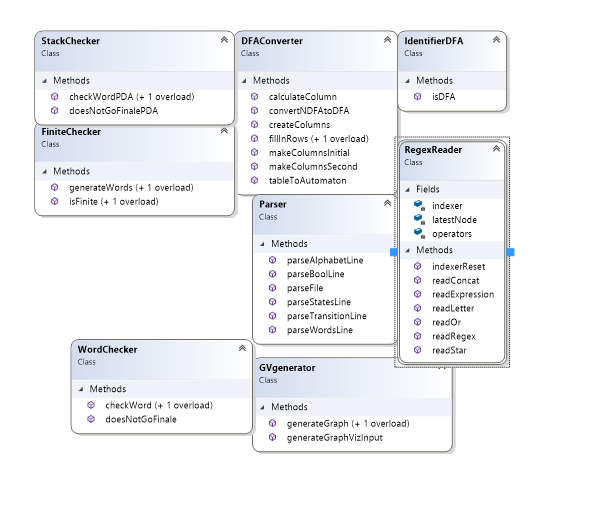 StackChecker
Class
Methods
checkWordPDA (+ 1 overload)
doesNotGoFinalePDA
DFAConverter
Class
Methods
calculateColumn
convertNDFAtoDFA
createColumns
fillInRows (+ 1 overload)
makeColumnsInitial
makeColumnsSecond
tableToAutomaton
IdentifierDFA
Class
Methods
isDFA
FiniteChecker
Class
Methods
generateWords (+ 1 overload)
isFinite (+ 1 overload)
RegexReader
Class
Fields
indexer
latestNode
operators
Methods
indexerReset
readConcat
readExpression
readLetter
readOr
readRegex
readStar
Parser
Class
Methods
parseAlphabetLine
parseBoolLine
parseFile
parseStatesLine
parseTransitionLine
parseWordsLine
WordChecker
Class
Methods
checkWord (+ 1 overload)
doesNotGoFinale
GVgenerator
Class
Methods
generateGraph (+ 1 overload)
generateGraphVizInput